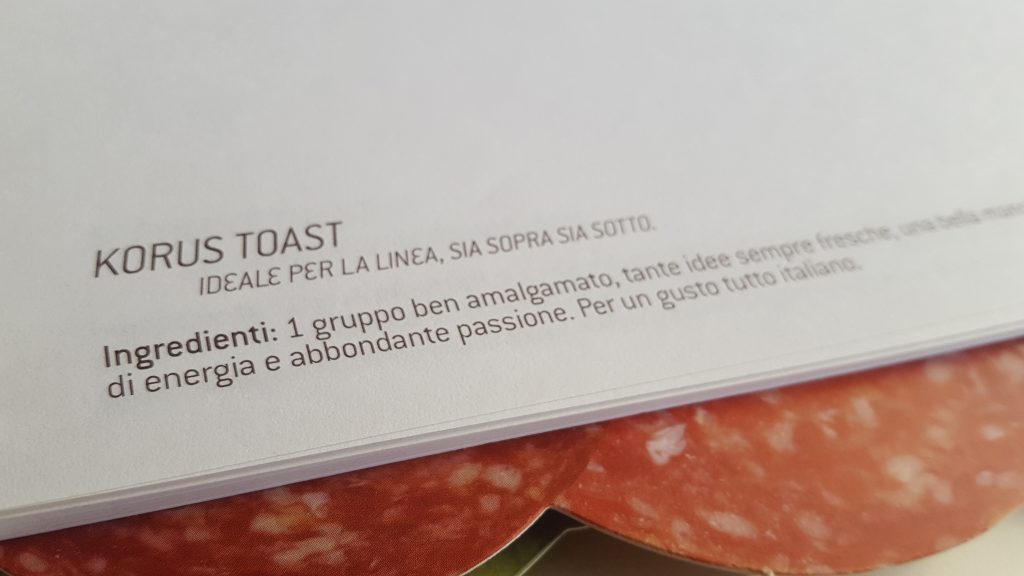 KORUS TOAST
IDEALE PER LA LINEA, SIA SOPRA SIA SOTTO.
Ingredienti: 1 gruppo ben amalgamato, tante idee sempre fresche, una bella
di energia e abbondante passione. Per un gusto tutto italiano.